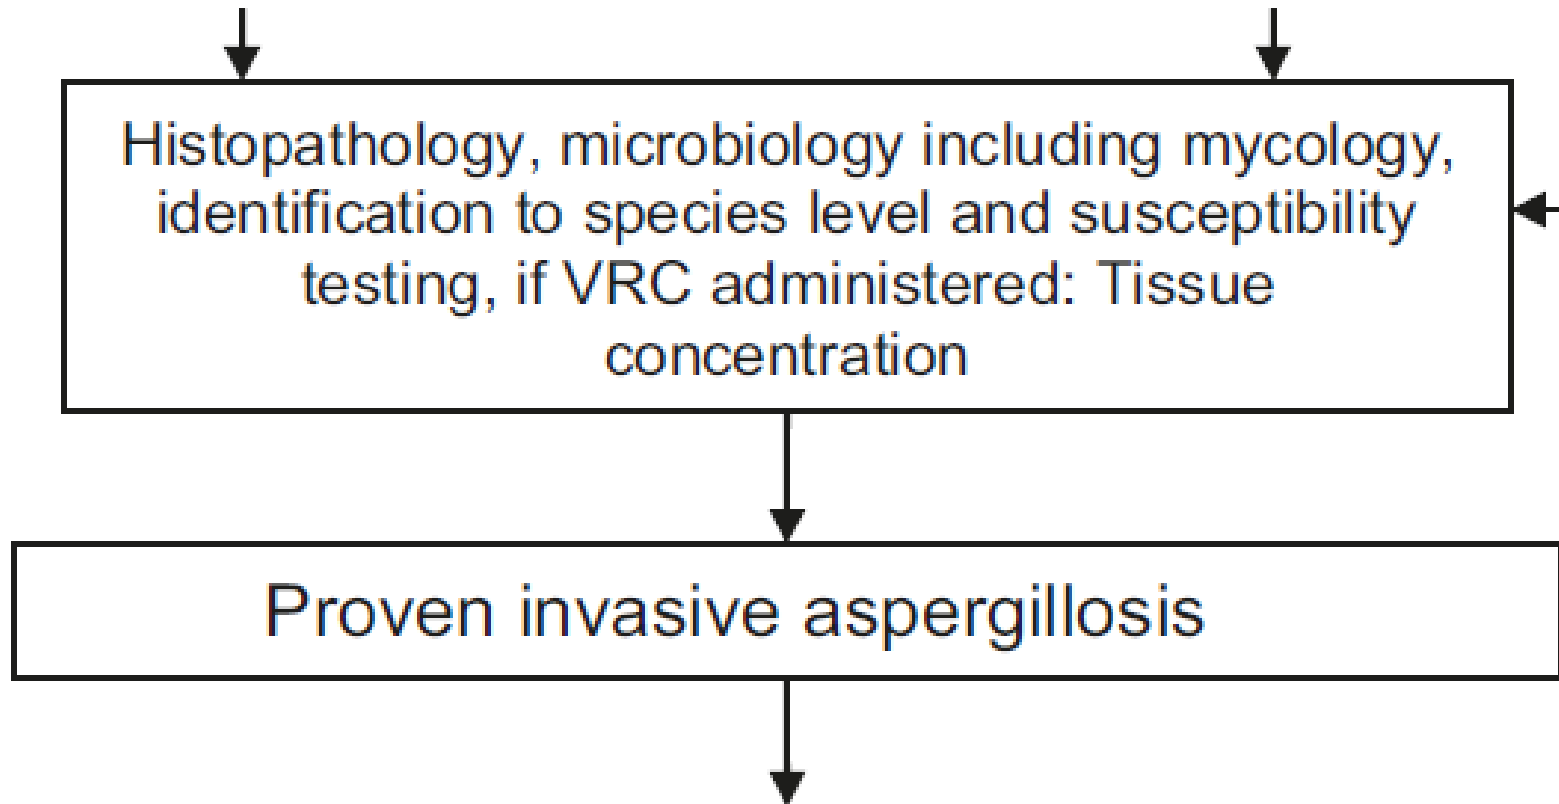 Histopathology, microbiology including mycology,
identification to species level and susceptibility
testing, if VRC administered: Tissue
concentration
Proven invasive aspergillosis